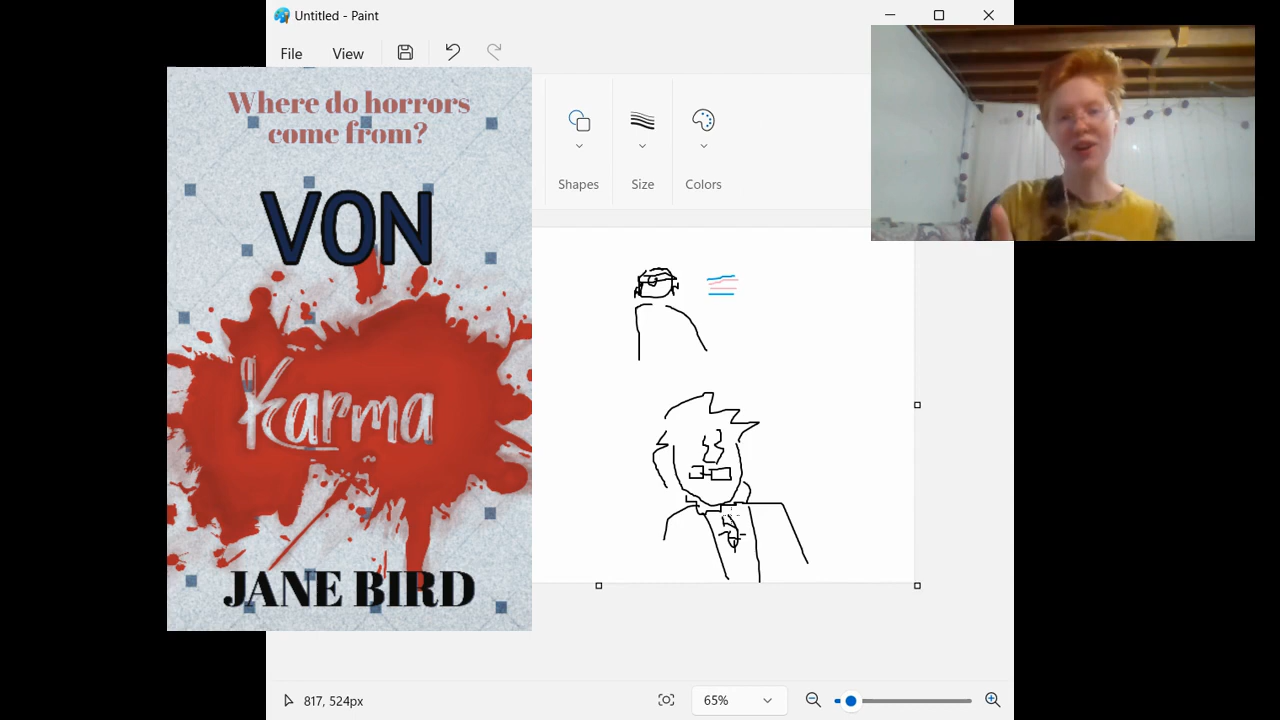 Untitled - Paint
File View
Where do horrors
come from?
VON
Karma
JANE BIRD
Shapes Size Colors
817, 524px
65%